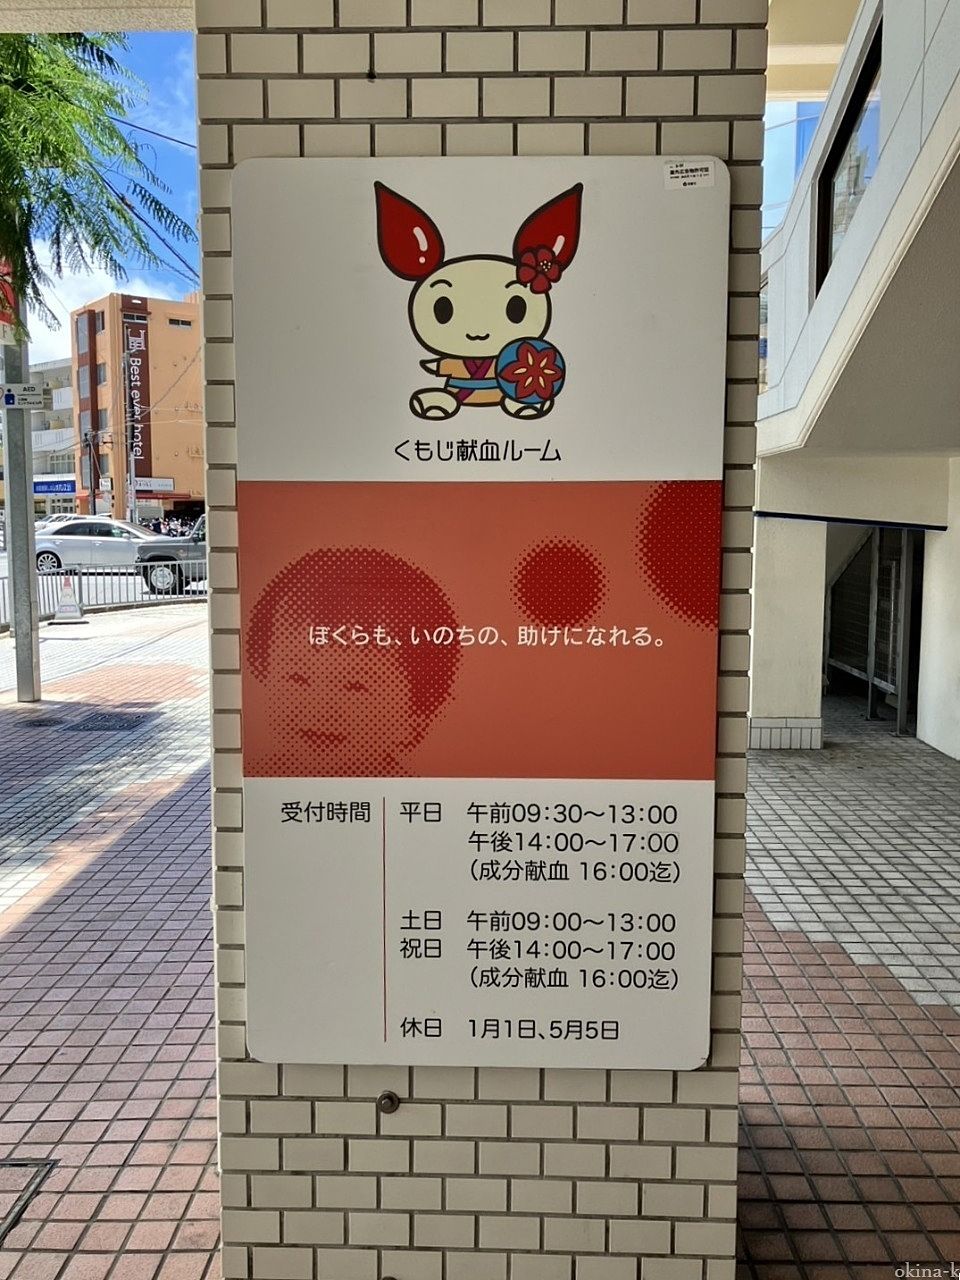 くもじ献血ルーム
ぼくらも、いのちの、助けになれる。
受付時間 平日 午前09:30～13:00
午後14:00～17:00
（成分献血 16:00迄）
土日 午前09:00～13:00
祝日 午後14:00～17:00
（成分献血 16:00迄）
休日 1月1日、5月5日
Best ever hotel
AED
okina-k